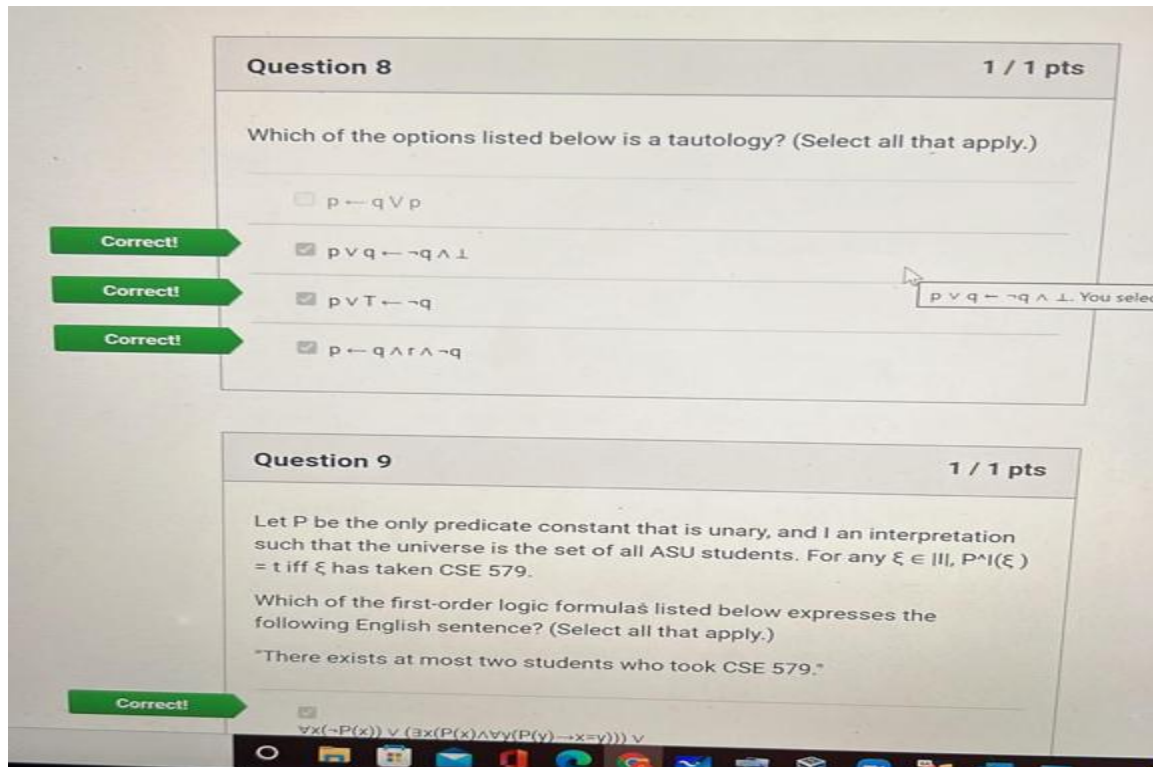 Question 8
1 / 1 pts
Which of the options listed below is a tautology? (Select all that apply.)
p ← q ∨ p
Correct!
p ∨ q ← ¬q ∧ ⊥
Correct!
p ∨ T ← ¬q
p ∨ q ← ¬q ∧ ⊥. You selec
Correct!
p ← q ∧ r ∧ ¬q
Question 9
1 / 1 pts
Let P be the only predicate constant that is unary, and I an interpretation
such that the universe is the set of all ASU students. For any ξ ∈ |I|, P^I(ξ )
= t iff ξ has taken CSE 579.
Which of the first-order logic formulas listed below expresses the
following English sentence? (Select all that apply.)
"There exists at most two students who took CSE 579."
Correct!
∀x(¬P(x)) ∨ (∃x(P(x)∧∀y(P(y)→x=y))) ∨